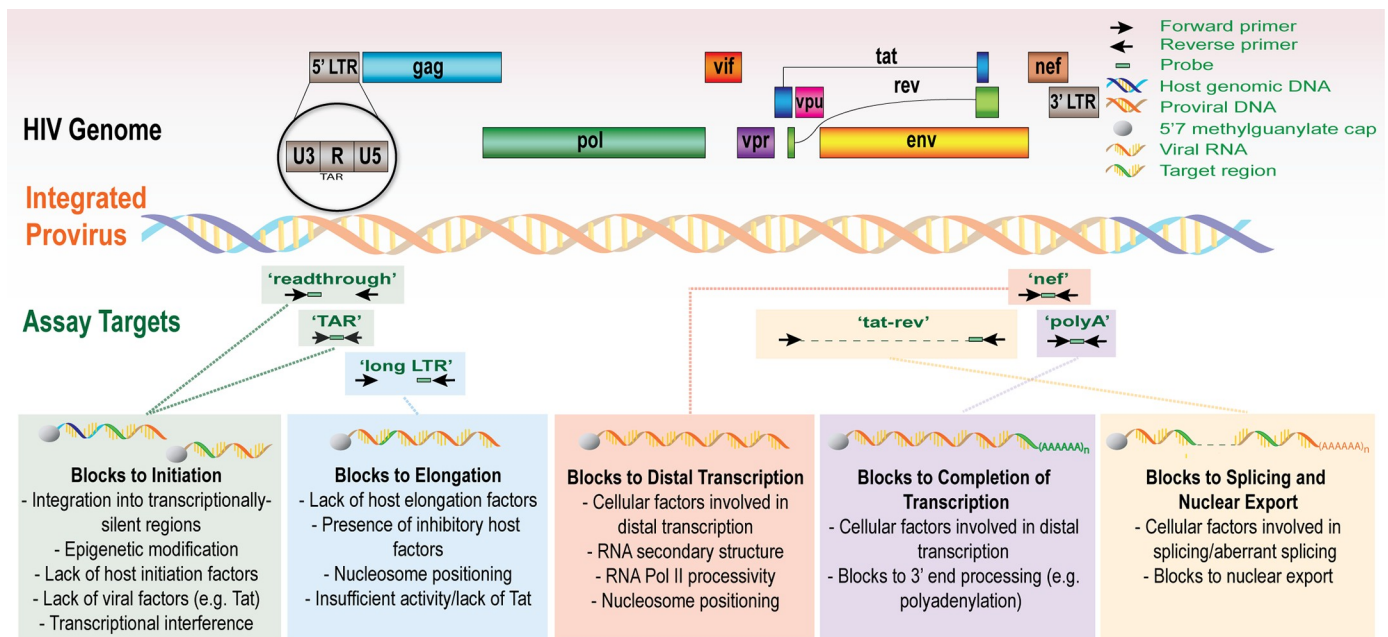 Forward primer
Reverse primer
Probe
Host genomic DNA
Proviral DNA
5'7 methylguanylate cap
Viral RNA
Target region
5' LTR
gag
vif
tat
nef
vpu
rev
3' LTR
HIV Genome
pol
vpr
env
U3 R U5
TAR
Integrated
Provirus
'readthrough'
'nef'
Assay Targets
'TAR'
'tat-rev'
'polyA'
'long LTR'
(AAAAAA)n
(AAAAAA)n
Blocks to Initiation
- Integration into transcriptionally-
silent regions
- Epigenetic modification
- Lack of host initiation factors
- Lack of viral factors (e.g. Tat)
- Transcriptional interference
Blocks to Elongation
- Lack of host elongation factors
- Presence of inhibitory host
factors
- Nucleosome positioning
- Insufficient activity/lack of Tat
Blocks to Distal Transcription
- Cellular factors involved in
distal transcription
- RNA secondary structure
- RNA Pol II processivity
- Nucleosome positioning
Blocks to Completion of
Transcription
- Cellular factors involved in distal
transcription
- Blocks to 3' end processing (e.g.
polyadenylation)
Blocks to Splicing and
Nuclear Export
- Cellular factors involved in
splicing/aberrant splicing
- Blocks to nuclear export